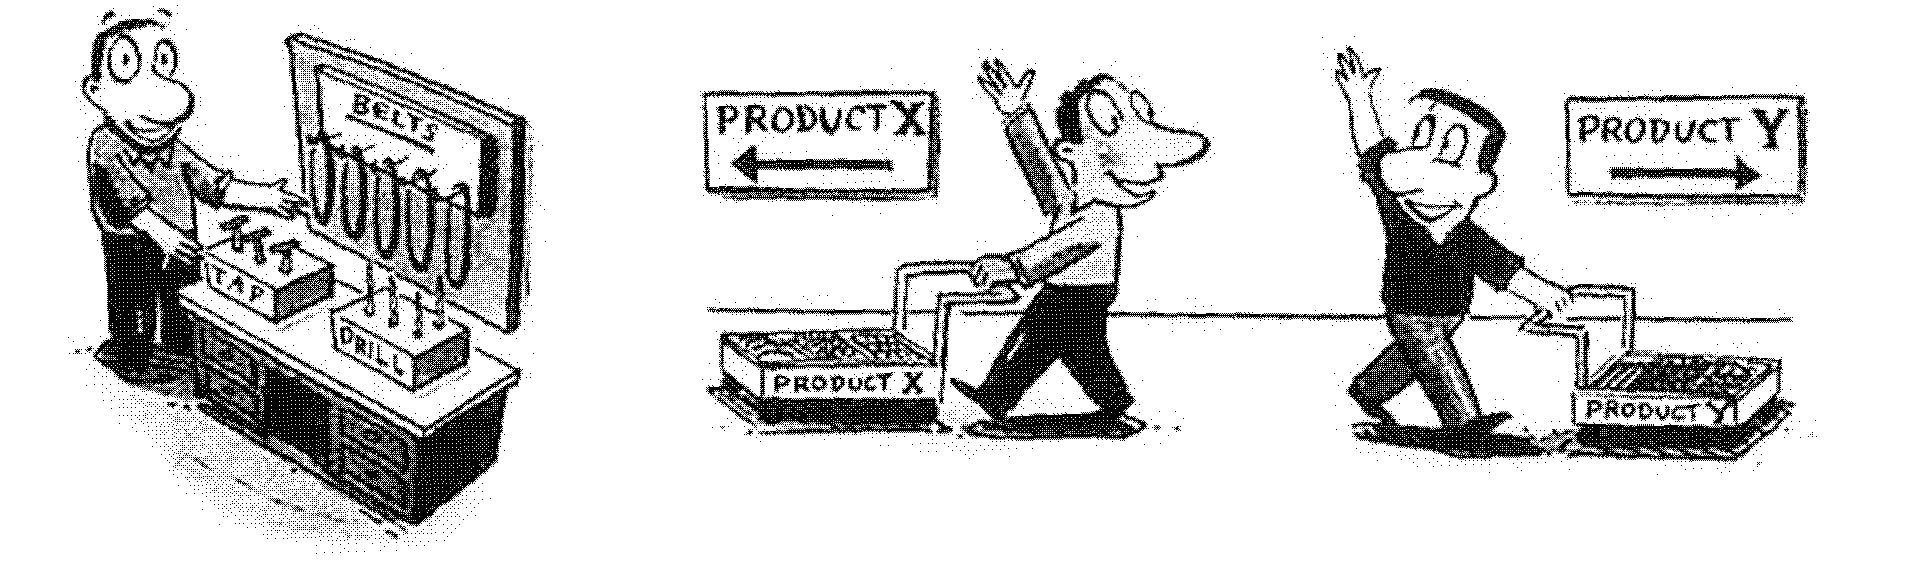 BELTS
TAP
DRILL
PRODUCT X
PRODUCT X
PRODUCT Y
PRODUCT Y